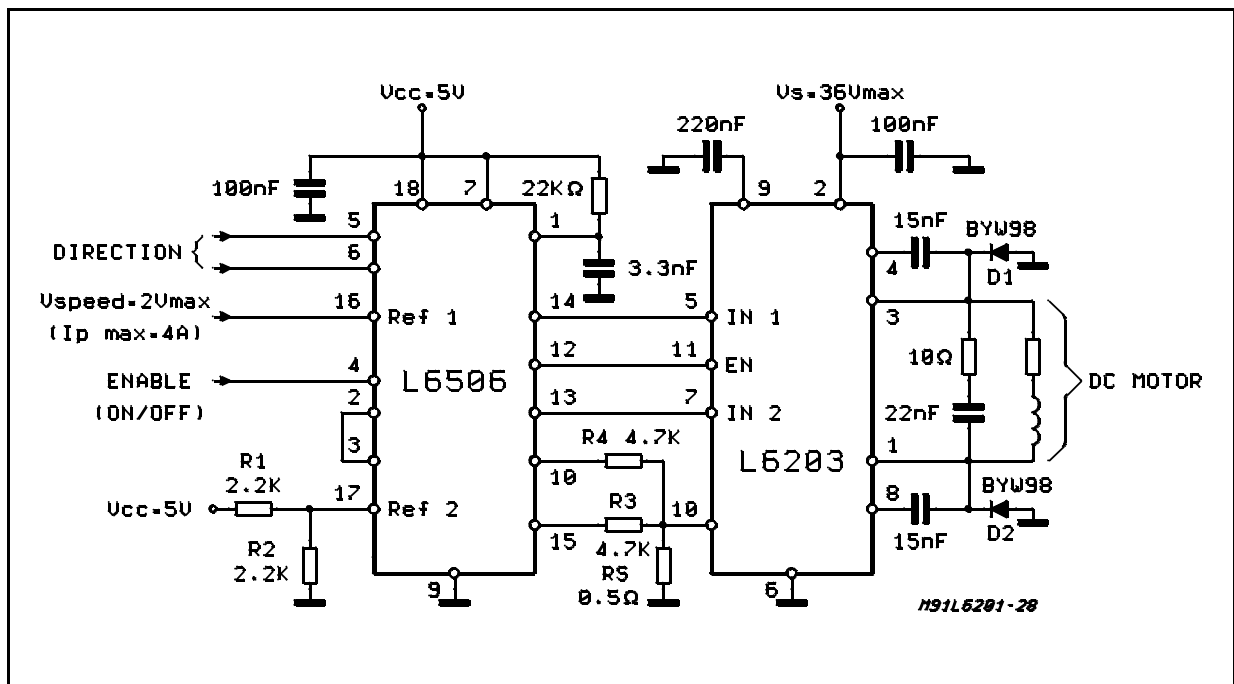 Vcc=5V
Vs=36Vmax
220nF
100nF
100nF
18
7
22KΩ
9
2
5
1
15nF
BYW98
DIRECTION {
6
3.3nF
4
D1
Vspeed=2Vmax
16
Ref 1
14
5
IN 1
3
(Ip max=4A)
12
11
EN
10Ω
ENABLE
4
L6506
DC MOTOR
(ON/OFF)
2
13
7
IN 2
22nF
3
R4 4.7K
L6203
1
R1
2.2K
10
8
BYW98
Vcc=5V
17
Ref 2
R3
10
R2
2.2K
15
4.7K
15nF
D2
RS
0.5Ω
9
6
M91L6201-28